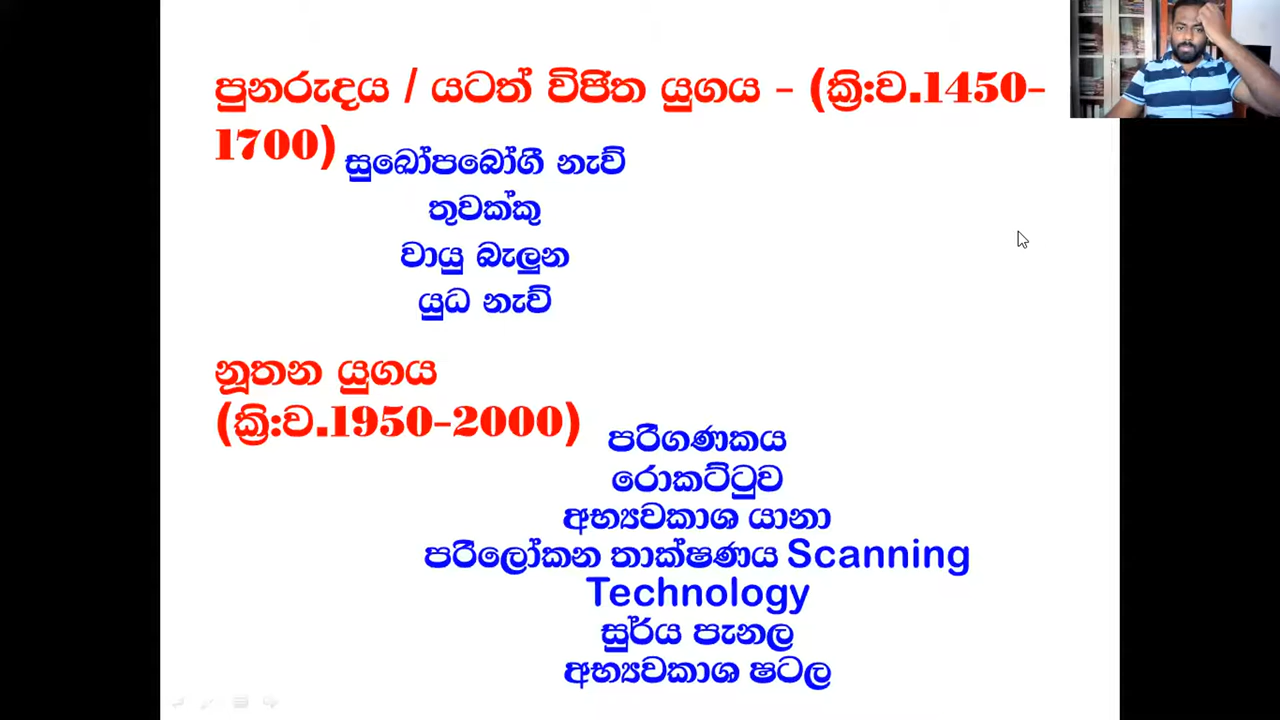 පුනරුදය / යටත් විජිත යුගය - (ක්‍රි:ව.1450-
1700)
සුඛෝපබෝගී නැව්
තුවක්කු
වායු බැලුන
යුධ නැව්
නූතන යුගය
(ක්‍රි:ව.1950-2000)
පරිගණකය
රොකට්ටුව
අභ්‍යවකාශ යානා
පරිලෝකන තාක්ෂණය Scanning
Technology
සුර්ය පැනල
අභ්‍යවකාශ ෂටල